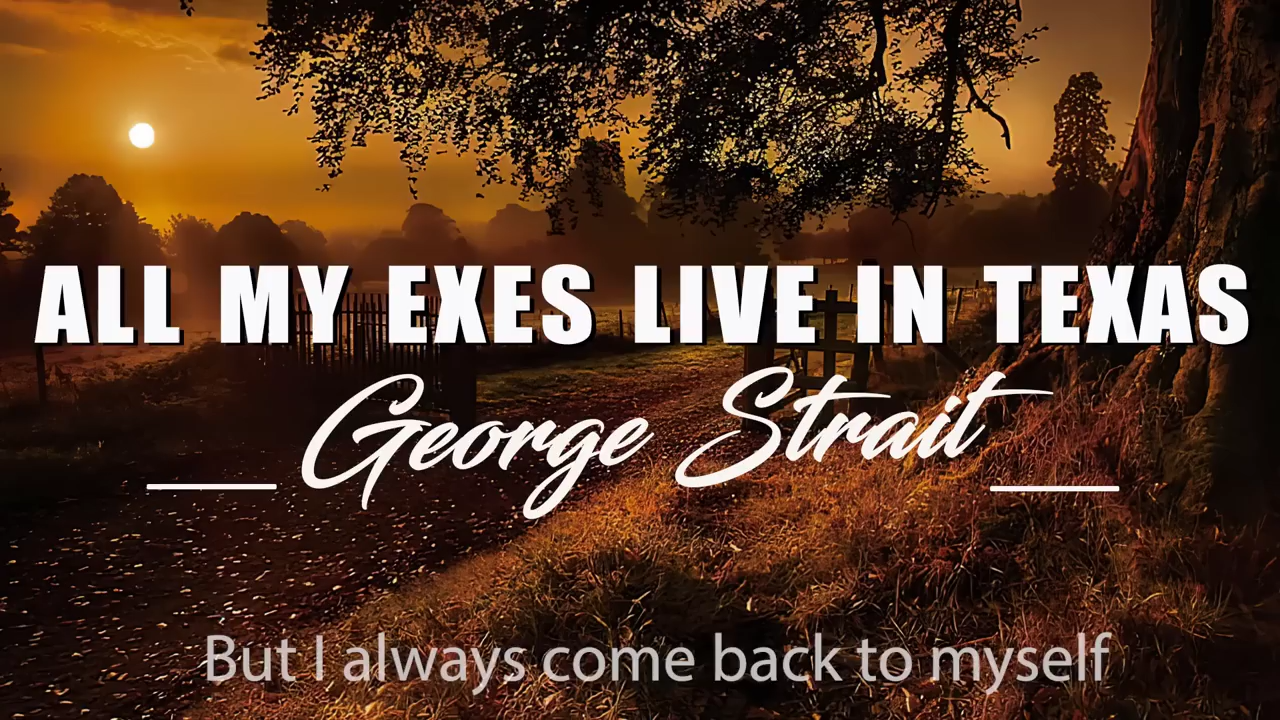 ALL MY EXES LIVE IN TEXAS
George Strait
But I always come back to myself